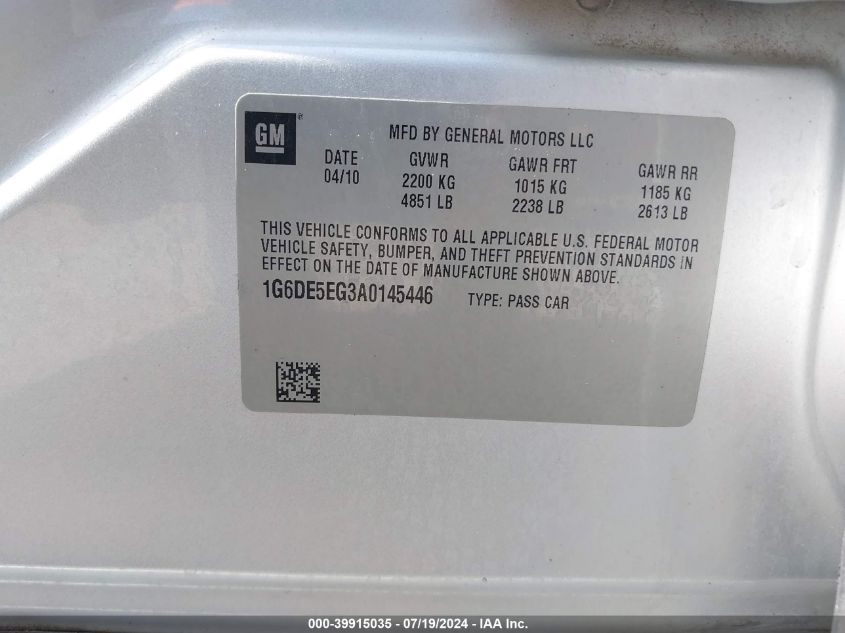 GM®
MFD BY GENERAL MOTORS LLC
DATE GVWR GAWR FRT GAWR RR
04/10 2200 KG 1015 KG 1185 KG
4851 LB 2238 LB 2613 LB
THIS VEHICLE CONFORMS TO ALL APPLICABLE U.S. FEDERAL MOTOR
VEHICLE SAFETY, BUMPER, AND THEFT PREVENTION STANDARDS IN
EFFECT ON THE DATE OF MANUFACTURE SHOWN ABOVE.
1G6DE5EG3A0145446 TYPE: PASS CAR
000-39915035 - 07/19/2024 - IAA Inc.